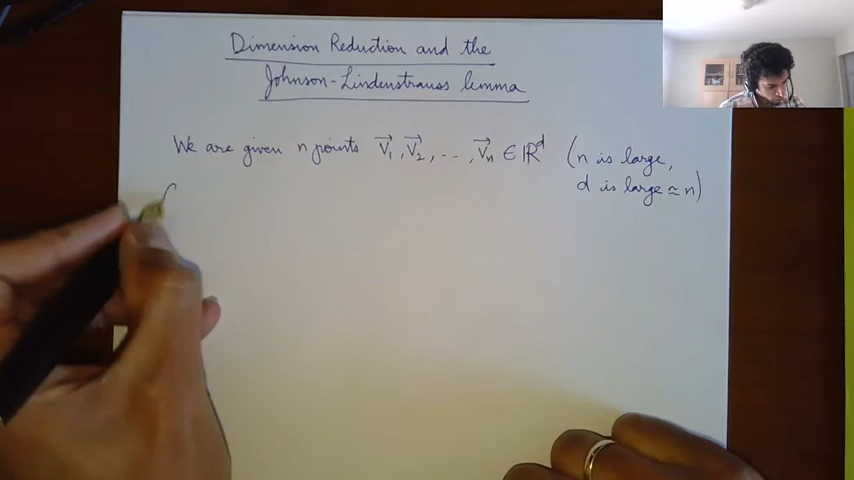 Dimension Reduction and the
Johnson-Lindenstrauss lemma
We are given n points v⃗₁, v⃗₂, ..., v⃗ₙ ∈ ℝᵈ (n is large,
d is large ≃ n)